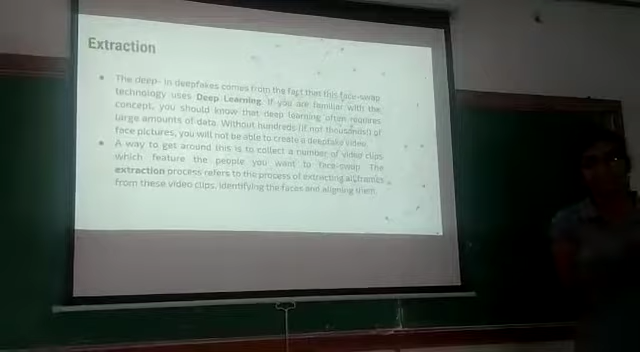 Extraction
• The deep- in deepfakes comes from the fact that this face-swap
technology uses Deep Learning. If you are familiar with the
concept, you should know that deep learning often requires
large amounts of data. Without hundreds (if not thousands!) of
face pictures, you will not be able to create a deepfake video.
• A way to get around this is to collect a number of video clips
which feature the people you want to face-swap. The
extraction process refers to the process of extracting all frames
from these video clips, identifying the faces and aligning them.